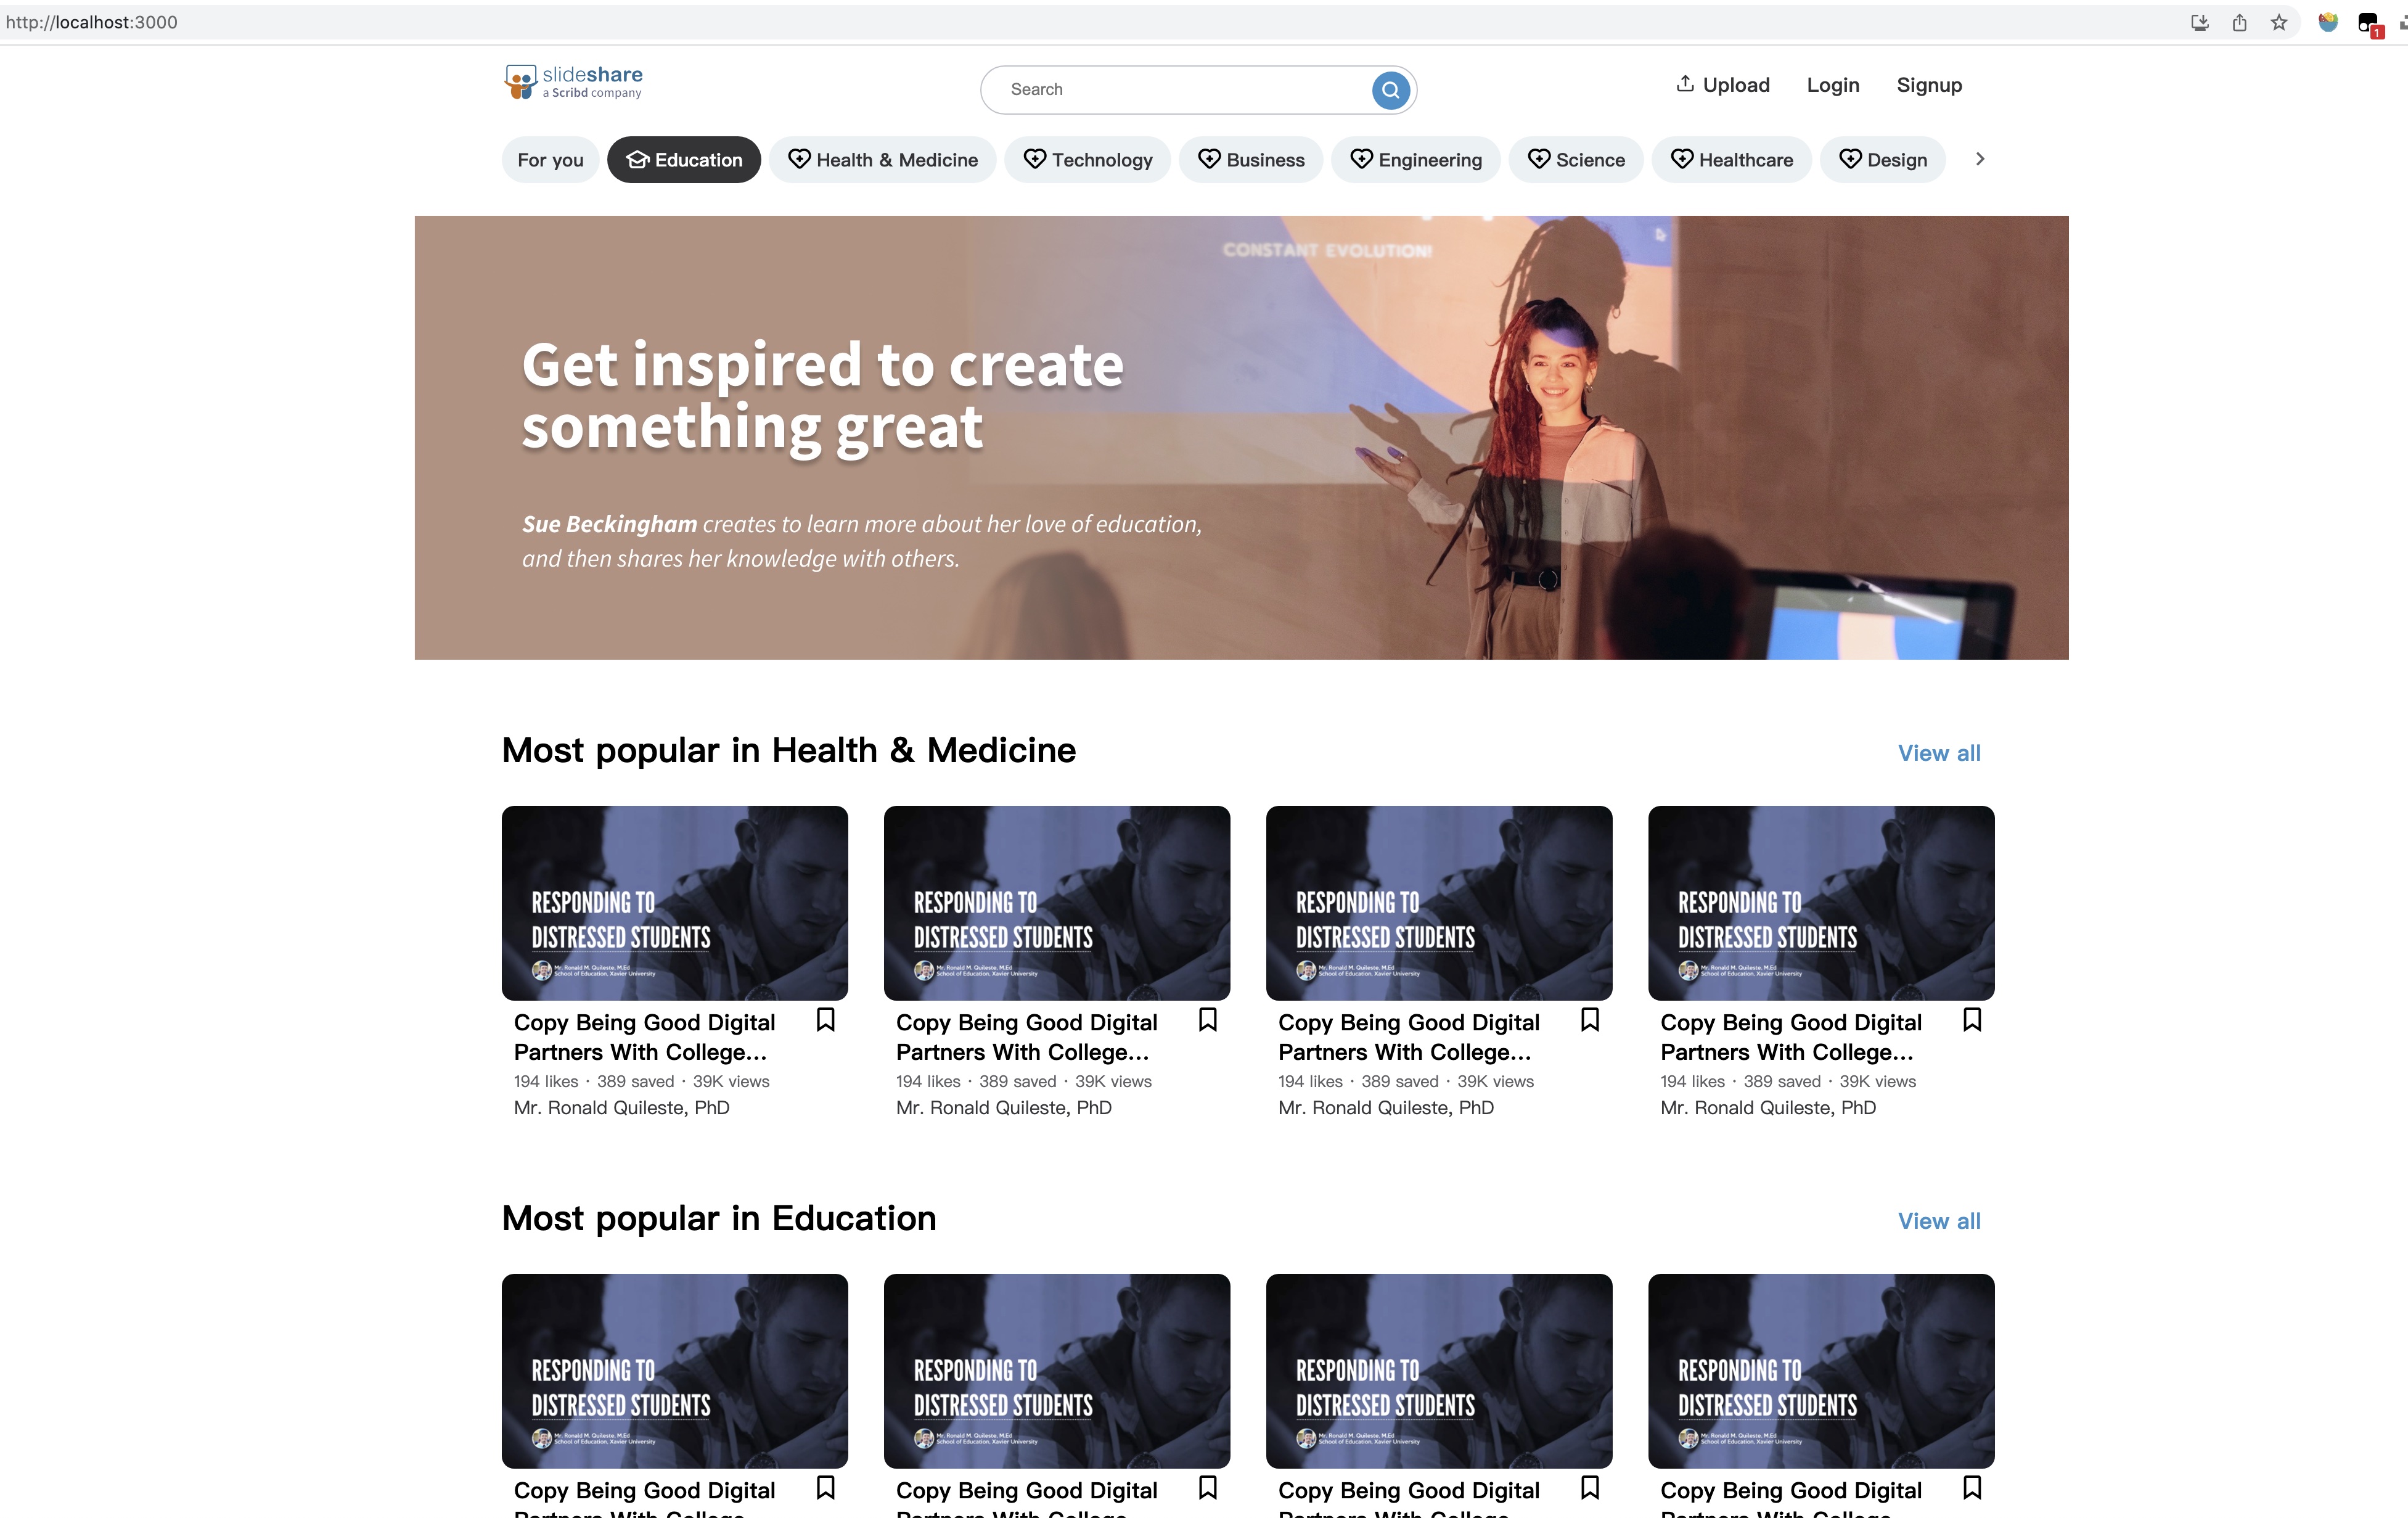 http://localhost:3000
1
slideshare
a Scribd company
Search
Upload
Login
Signup
For you
Education
Health & Medicine
Technology
Business
Engineering
Science
Healthcare
Design
CONSTANT EVOLUTION!
Get inspired to create
something great
Sue Beckingham creates to learn more about her love of education,
and then shares her knowledge with others.
Most popular in Health & Medicine
View all
RESPONDING TO
DISTRESSED STUDENTS
Mr. Ronald M. Quileste, M.Ed
School of Education, Xavier University
Copy Being Good Digital
Partners With College...
194 likes · 389 saved · 39K views
Mr. Ronald Quileste, PhD
RESPONDING TO
DISTRESSED STUDENTS
Mr. Ronald M. Quileste, M.Ed
School of Education, Xavier University
Copy Being Good Digital
Partners With College...
194 likes · 389 saved · 39K views
Mr. Ronald Quileste, PhD
RESPONDING TO
DISTRESSED STUDENTS
Mr. Ronald M. Quileste, M.Ed
School of Education, Xavier University
Copy Being Good Digital
Partners With College...
194 likes · 389 saved · 39K views
Mr. Ronald Quileste, PhD
RESPONDING TO
DISTRESSED STUDENTS
Mr. Ronald M. Quileste, M.Ed
School of Education, Xavier University
Copy Being Good Digital
Partners With College...
194 likes · 389 saved · 39K views
Mr. Ronald Quileste, PhD
Most popular in Education
View all
RESPONDING TO
DISTRESSED STUDENTS
Mr. Ronald M. Quileste, M.Ed
School of Education, Xavier University
Copy Being Good Digital
Partners With College
RESPONDING TO
DISTRESSED STUDENTS
Mr. Ronald M. Quileste, M.Ed
School of Education, Xavier University
Copy Being Good Digital
Partners With College
RESPONDING TO
DISTRESSED STUDENTS
Mr. Ronald M. Quileste, M.Ed
School of Education, Xavier University
Copy Being Good Digital
Partners With College
RESPONDING TO
DISTRESSED STUDENTS
Mr. Ronald M. Quileste, M.Ed
School of Education, Xavier University
Copy Being Good Digital
Partners With College